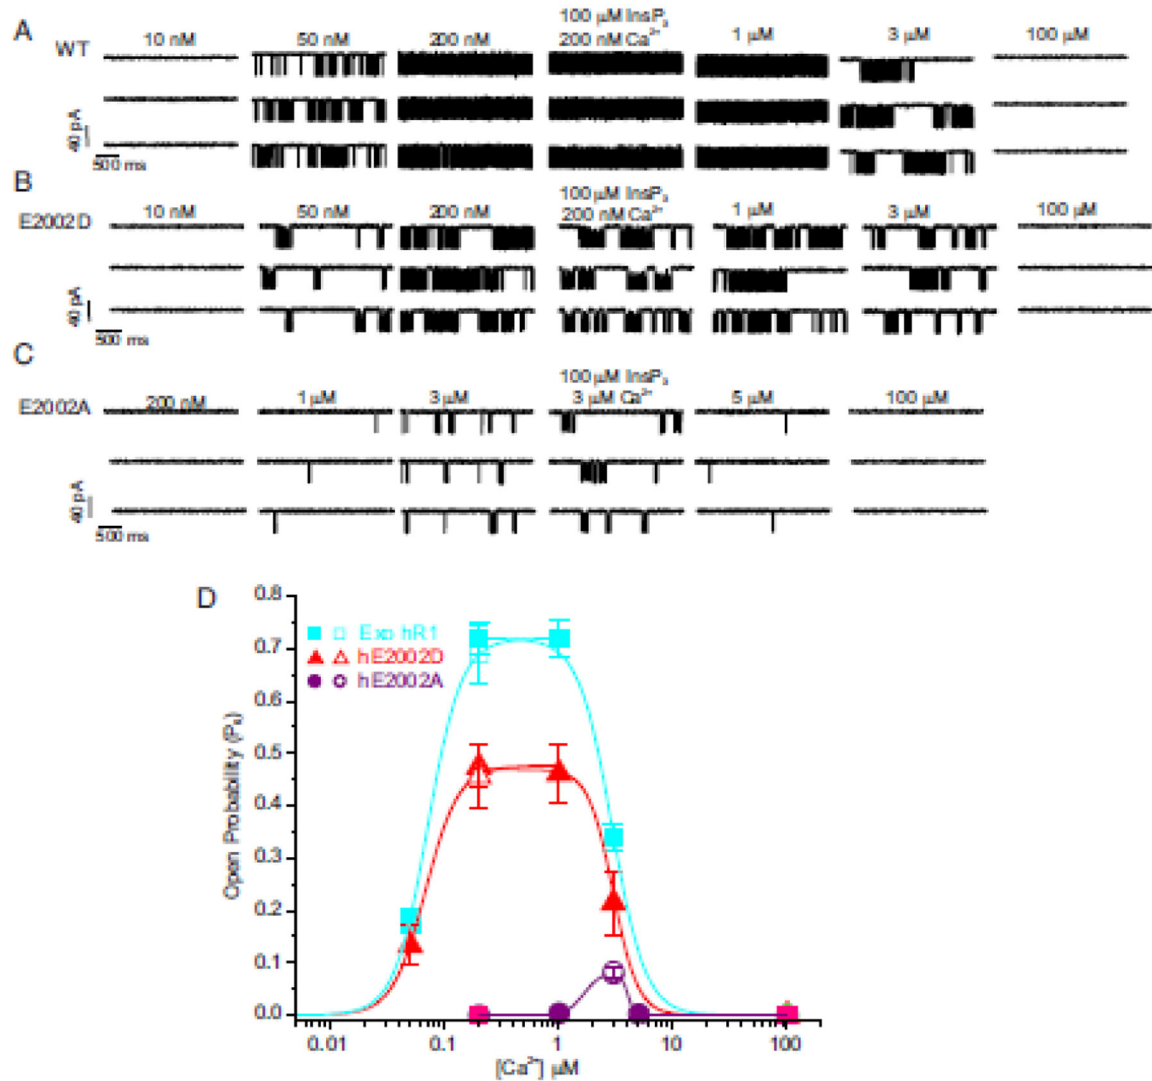 A
WT
10 nM
50 nM
200 nM
100 μM InsP₃
200 nM Ca²⁺
1 μM
3 μM
100 μM
40 pA
500 ms
B
E2002D
10 nM
50 nM
200 nM
100 μM InsP₃
200 nM Ca²⁺
1 μM
3 μM
100 μM
40 pA
500 ms
C
E2002A
200 nM
1 μM
3 μM
100 μM InsP₃
3 μM Ca²⁺
5 μM
100 μM
40 pA
500 ms
D
Exo hR1
hE2002D
hE2002A
Open Probability (P₀)
0.8
0.7
0.6
0.5
0.4
0.3
0.2
0.1
0.0
0.01
0.1
1
10
100
[Ca²⁺] μM